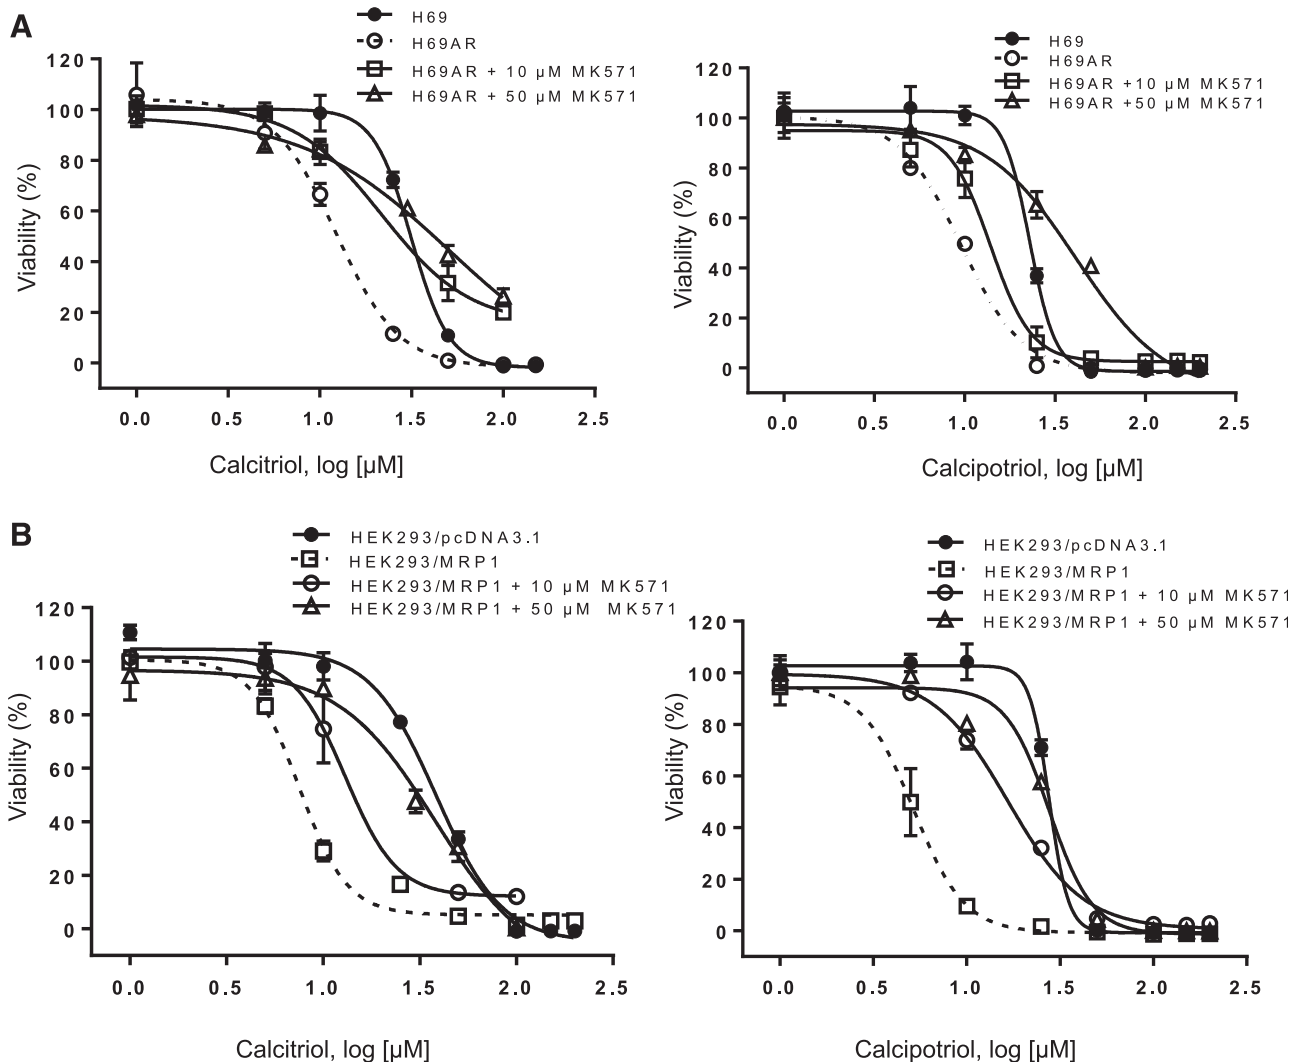 A
H69
H69AR
H69AR + 10 µM MK571
H69AR + 50 µM MK571
120
100
80
60
40
20
0
Viability (%)
0.0 0.5 1.0 1.5 2.0 2.5
Calcitriol, log [µM]
H69
H69AR
H69AR +10 µM MK571
H69AR +50 µM MK571
120
100
80
60
40
20
0
Viability (%)
0.0 0.5 1.0 1.5 2.0 2.5
Calcipotriol, log [µM]
B
HEK293/pcDNA3.1
HEK293/MRP1
HEK293/MRP1 + 10 µM MK571
HEK293/MRP1 + 50 µM MK571
120
100
80
60
40
20
0
Viability (%)
0.0 0.5 1.0 1.5 2.0 2.5
Calcitriol, log [µM]
HEK293/pcDNA3.1
HEK293/MRP1
HEK293/MRP1 + 10 µM MK571
HEK293/MRP1 + 50 µM MK571
120
100
80
60
40
20
0
Viability (%)
0.0 0.5 1.0 1.5 2.0 2.5
Calcipotriol, log [µM]